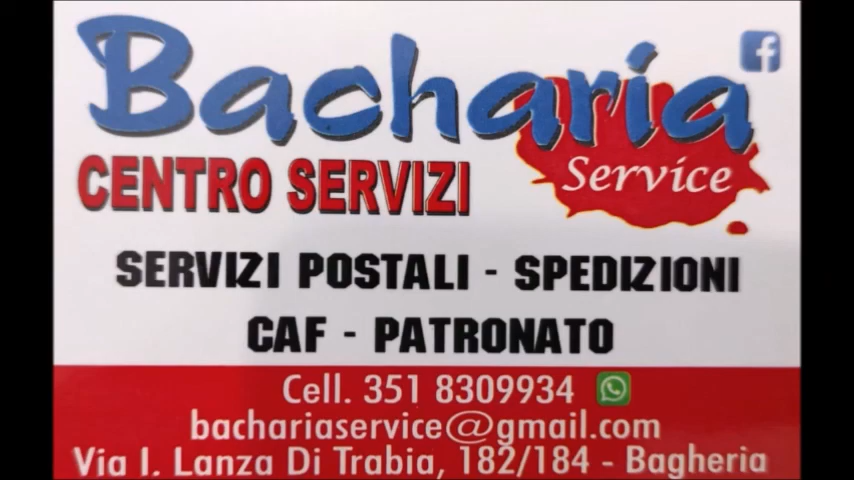 Bacharia
Service
CENTRO SERVIZI
SERVIZI POSTALI - SPEDIZIONI
CAF - PATRONATO
Cell. 351 8309934
bachariaservice@gmail.com
Via I. Lanza Di Trabia, 182/184 - Bagheria